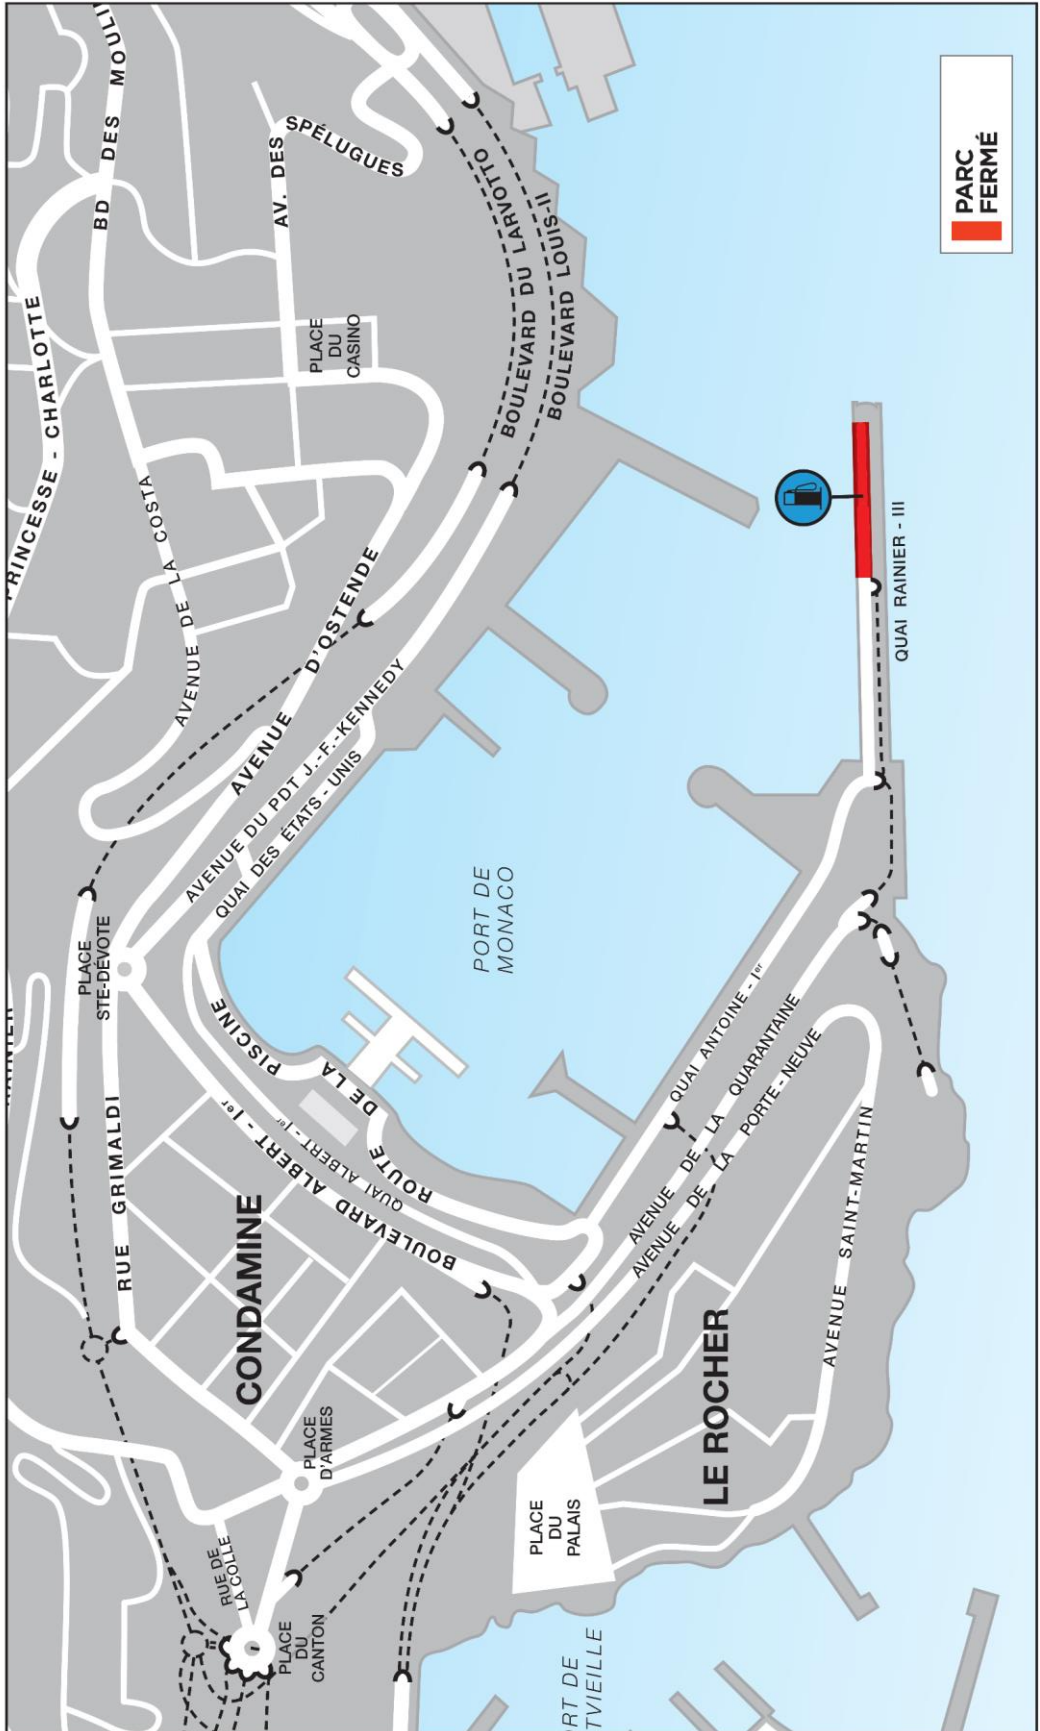 PRINCESSE - CHARLOTTE
BD DES MOULI
AV. DES
SPÉLUGUES
PLACE
DU
CASINO
AVENUE DE LA COSTA
AVENUE D'OSTENDE
BOULEVARD DU LARVOTTO
BOULEVARD LOUIS-II
AVENUE DU PDT J.-F.-KENNEDY
QUAI DES ÉTATS - UNIS
PLACE
STE-DÉVOTE
RUE GRIMALDI
CONDAMINE
BOULEVARD ALBERT - Ier
QUAI ALBERT - Ier
ROUTE DE LA PISCINE
PORT DE
MONACO
PLACE
D'ARMES
RUE DE
LA COLLE
PLACE
DU
CANTON
QUAI ANTOINE - Ier
AVENUE DE LA QUARANTAINE
AVENUE DE LA PORTE - NEUVE
AVENUE SAINT-MARTIN
LE ROCHER
PLACE
DU
PALAIS
ORT DE
TVIEILLE
QUAI RAINIER - III
PARC
FERMÉ